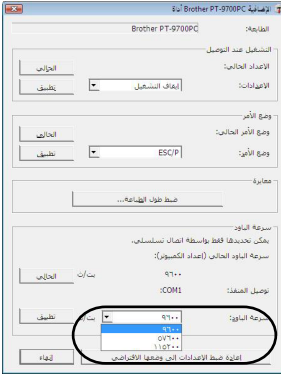 الإضافية Brother PT-9700PC أداة
الطابعة:
Brother PT-9700PC
التشغيل عند التوصيل
الاعداد الحالي:
الحالي
الاعدادات:
إيقاف التشغيل
تطبيق
وضع الأمر
وضع الأمر الحالي:
الحالي
وضع الأمر:
ESC/P
تطبيق
معايرة
ضبط طول الطباعة...
سرعة الباود
يمكن تحديدها فقط بواسطة اتصال تسلسلي.
سرعة الباود الحالي (إعداد الكمبيوتر):
٩٦٠٠
بت/ث
الحالي
توصيل المنفذ:
COM1:
سرعة الباود:
٩٦٠٠
بت/ث
تطبيق
٩٦٠٠
٥٧٦٠٠
١١٥٢٠٠
إعادة ضبط الإعدادات إلى وضعها الافتراضي
إنهاء